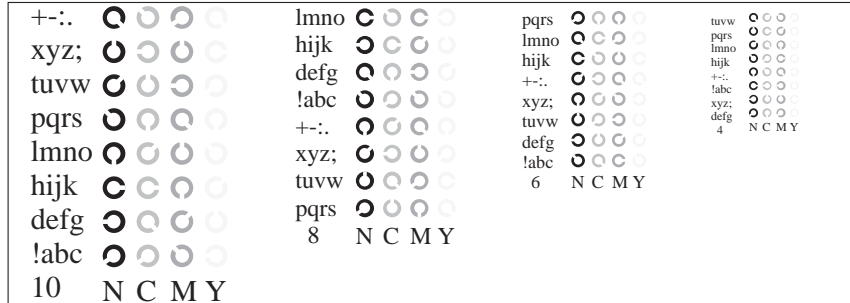 +-:.
xyz;
tuvw
pqrs
lmno
hijk
defg
!abc
10 N C M Y
lmno
hijk
defg
!abc
+-:.
xyz;
tuvw
pqrs
8 N C M Y
pqrs
lmno
hijk
+-:.
xyz;
tuvw
defg
!abc
6 N C M Y
tuvw
pqrs
lmno
hijk
+-:.
!abc
xyz;
defg
4 N C M Y